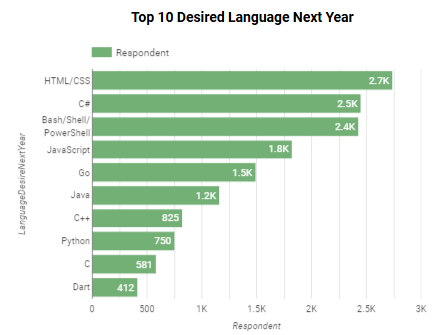 Top 10 Desired Language Next Year
Respondent
HTML/CSS 2.7K
C# 2.5K
Bash/Shell/
PowerShell 2.4K
JavaScript 1.8K
Go 1.5K
Java 1.2K
C++ 825
Python 750
C 581
Dart 412
LanguageDesireNextYear
0 500 1K 1.5K 2K 2.5K 3K
Respondent